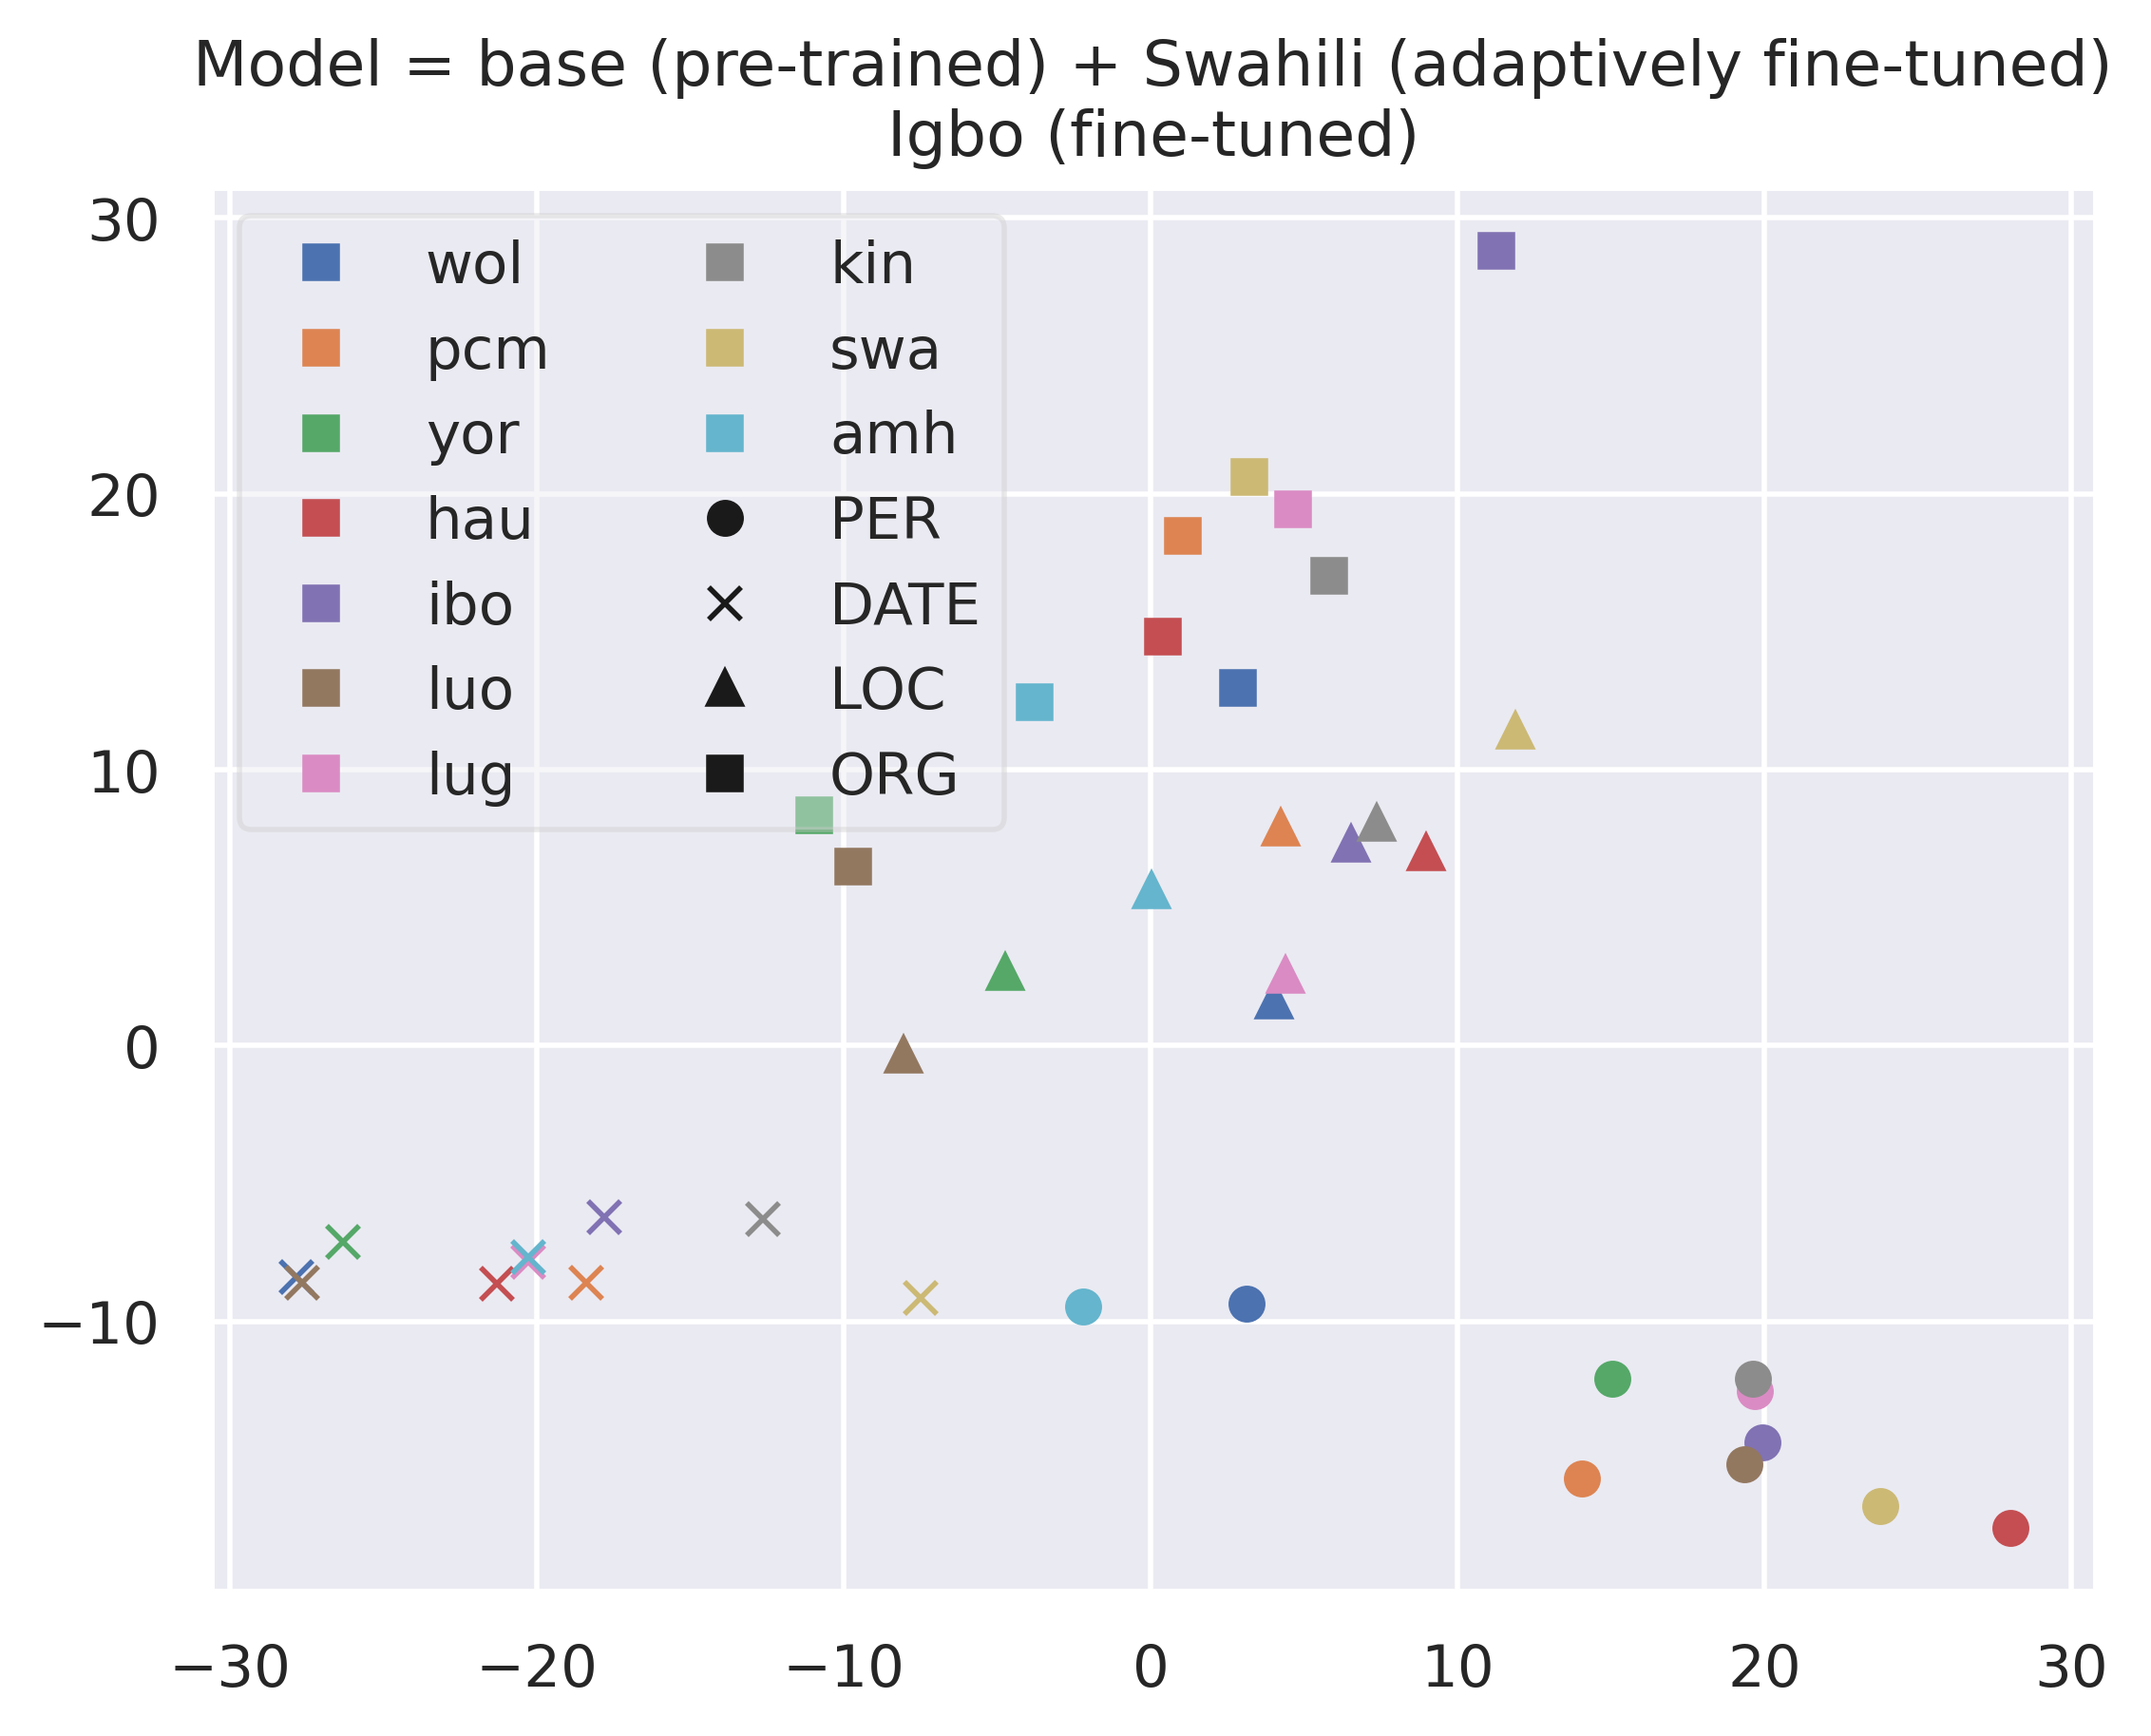 Model = base (pre-trained) + Swahili (adaptively fine-tuned)
Igbo (fine-tuned)
30
20
10
0
−10
wol
pcm
yor
hau
ibo
luo
lug
kin
swa
amh
PER
DATE
LOC
ORG
−30 −20 −10 0 10 20 30